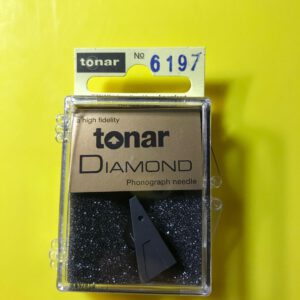 tonar No 6197
a high fidelity
tonar
DIAMOND
Phonograph needle